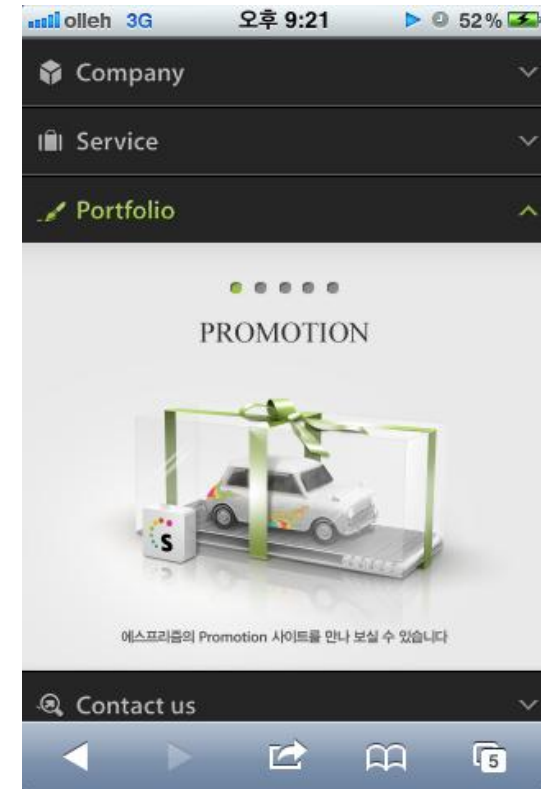 olleh 3G 오후 9:21 52%
Company
Service
Portfolio
PROMOTION
s
에스프리즘의 Promotion 사이트를 만나 보실 수 있습니다
Contact us
5